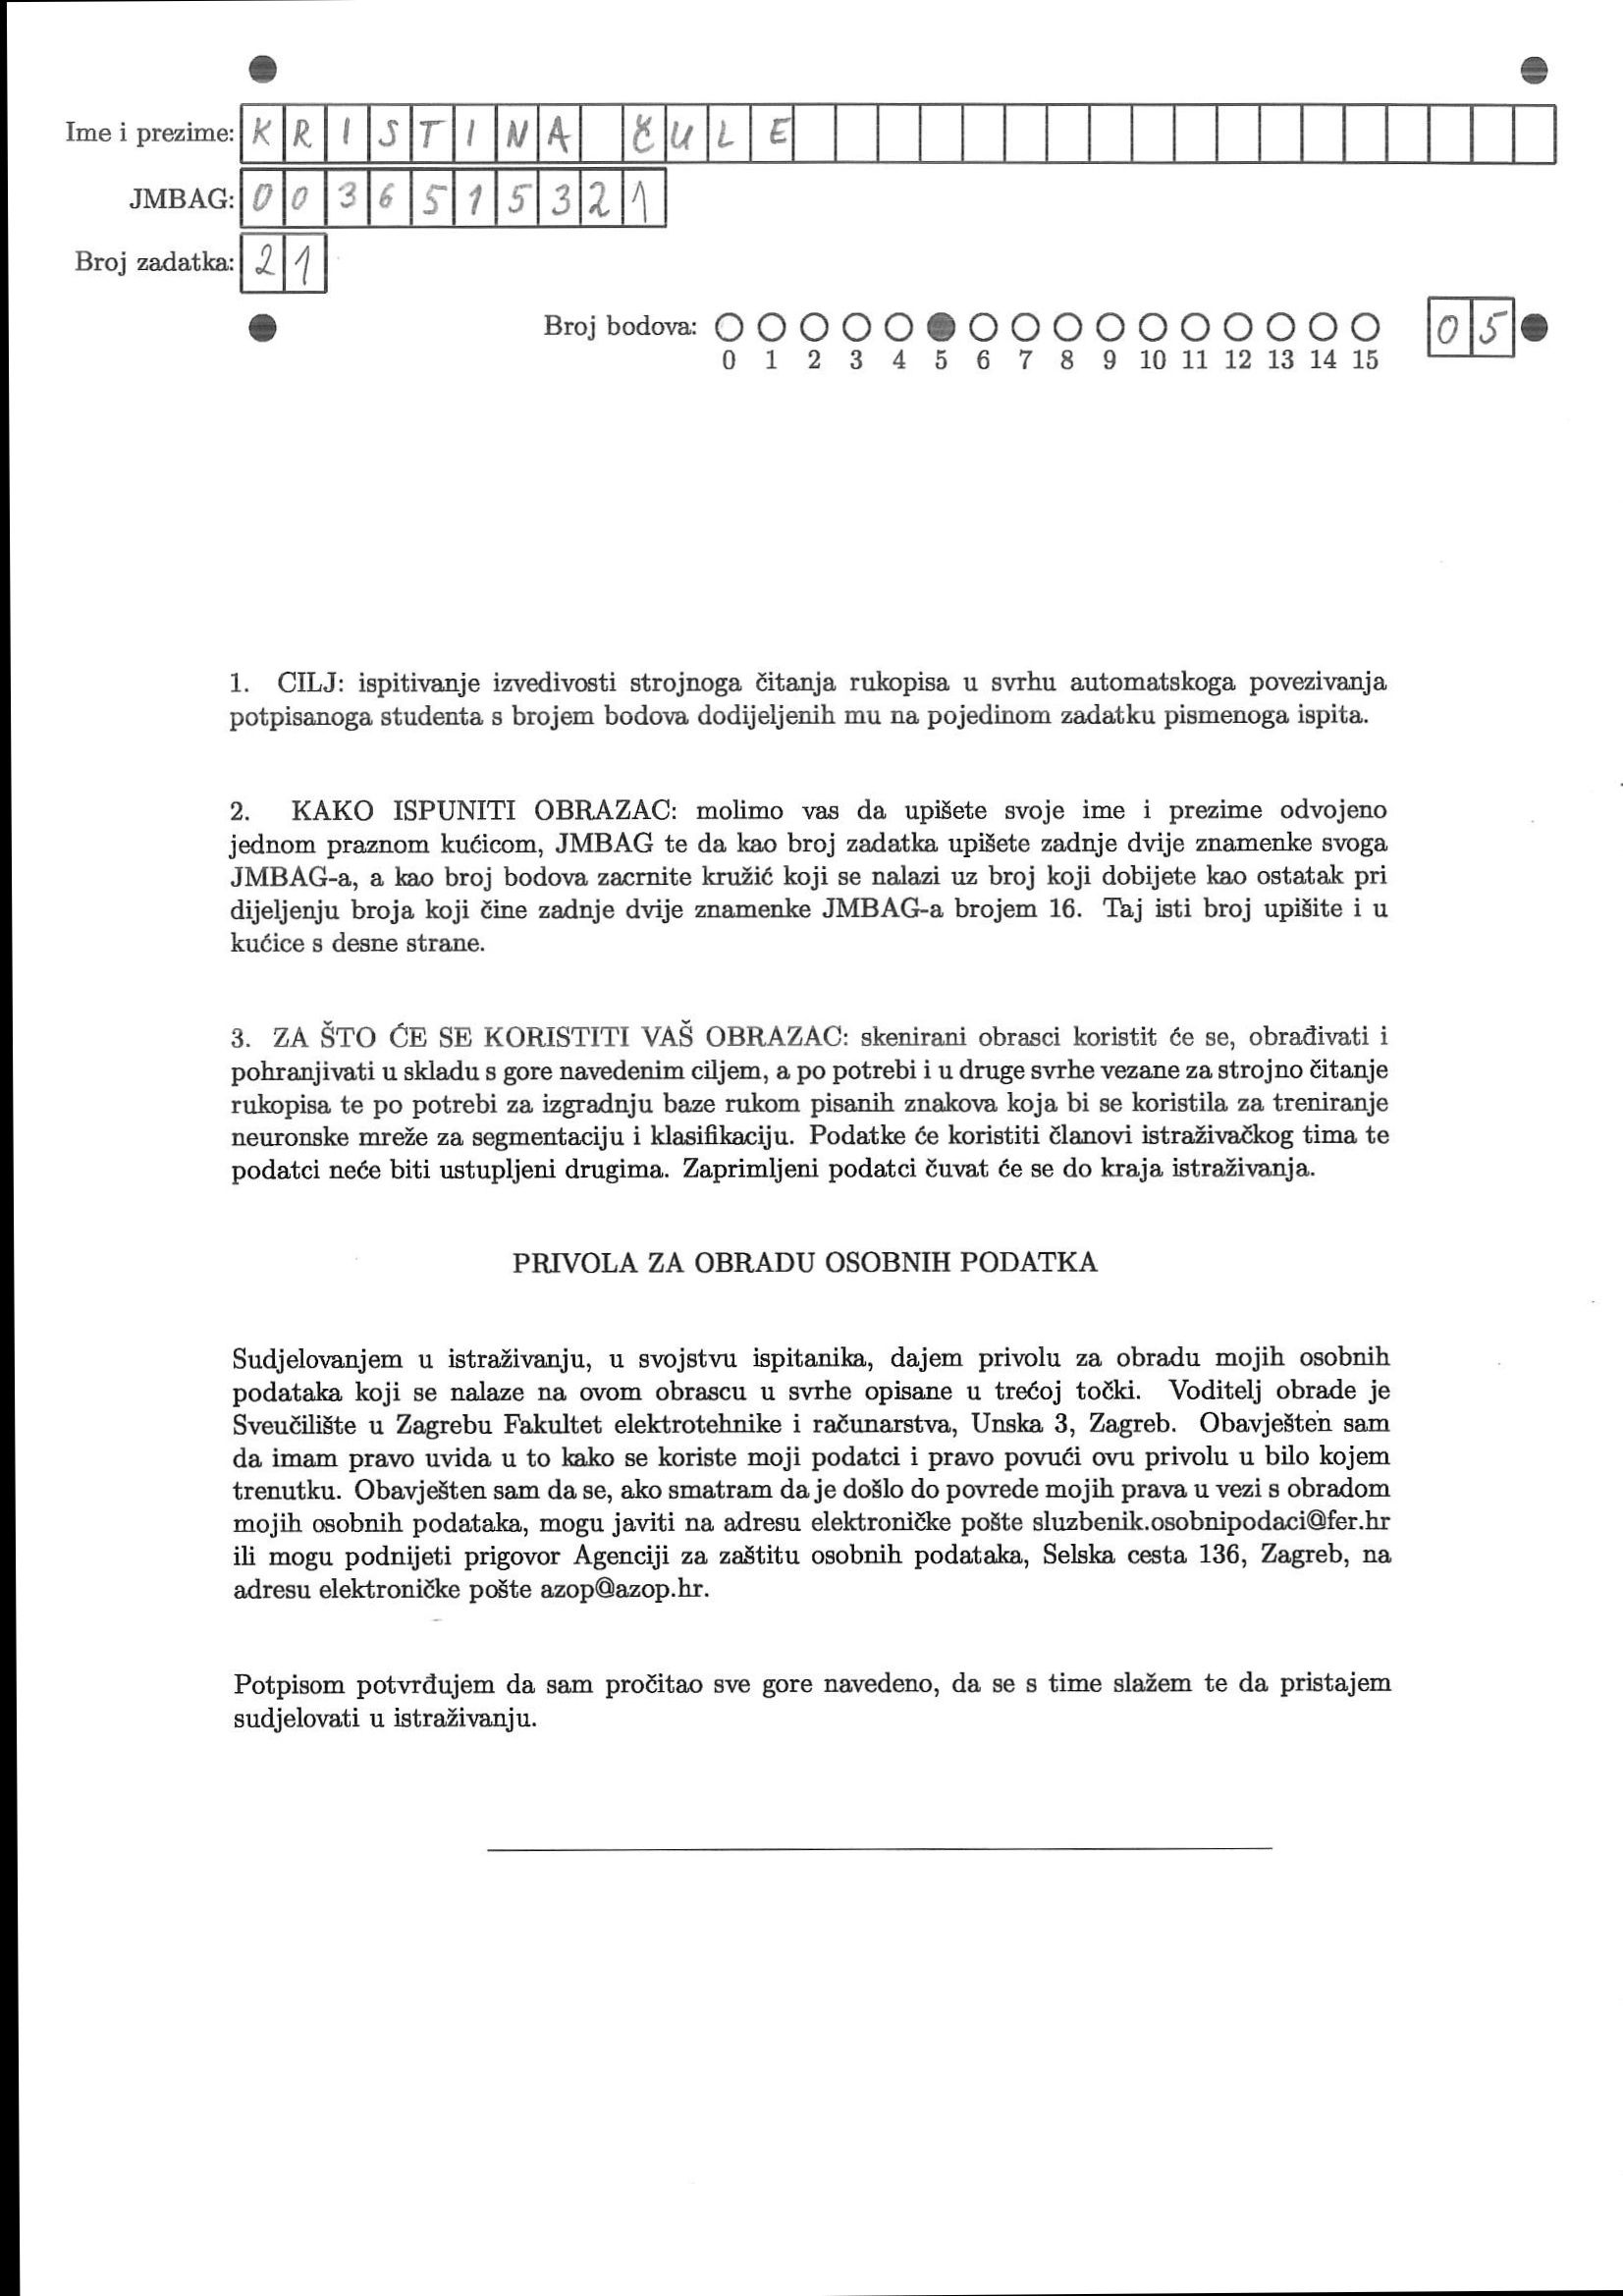 Ime i prezime: KRISTINA ČULE
JMBAG: 0036515321
Broj zadatka: 21
Broj bodova: 05
0 1 2 3 4 5 6 7 8 9 10 11 12 13 14 15
1. CILJ: ispitivanje izvedivosti strojnoga čitanja rukopisa u svrhu automatskoga povezivanja
potpisanoga studenta s brojem bodova dodijeljenih mu na pojedinom zadatku pismenoga ispita.
2. KAKO ISPUNITI OBRAZAC: molimo vas da upišete svoje ime i prezime odvojeno
jednom praznom kućicom, JMBAG te da kao broj zadatka upišete zadnje dvije znamenke svoga
JMBAG-a, a kao broj bodova zacrnite kružić koji se nalazi uz broj koji dobijete kao ostatak pri
dijeljenju broja koji čine zadnje dvije znamenke JMBAG-a brojem 16. Taj isti broj upišite i u
kućice s desne strane.
3. ZA ŠTO ĆE SE KORISTITI VAŠ OBRAZAC: skenirani obrasci koristit će se, obrađivati i
pohranjivati u skladu s gore navedenim ciljem, a po potrebi i u druge svrhe vezane za strojno čitanje
rukopisa te po potrebi za izgradnju baze rukom pisanih znakova koja bi se koristila za treniranje
neuronske mreže za segmentaciju i klasifikaciju. Podatke će koristiti članovi istraživačkog tima te
podatci neće biti ustupljeni drugima. Zaprimljeni podatci čuvat će se do kraja istraživanja.
PRIVOLA ZA OBRADU OSOBNIH PODATKA
Sudjelovanjem u istraživanju, u svojstvu ispitanika, dajem privolu za obradu mojih osobnih
podataka koji se nalaze na ovom obrascu u svrhe opisane u trećoj točki. Voditelj obrade je
Sveučilište u Zagrebu Fakultet elektrotehnike i računarstva, Unska 3, Zagreb. Obavješten sam
da imam pravo uvida u to kako se koriste moji podatci i pravo povući ovu privolu u bilo kojem
trenutku. Obavješten sam da se, ako smatram da je došlo do povrede mojih prava u vezi s obradom
mojih osobnih podataka, mogu javiti na adresu elektroničke pošte sluzbenik.osobnipodaci@fer.hr
ili mogu podnijeti prigovor Agenciji za zaštitu osobnih podataka, Selska cesta 136, Zagreb, na
adresu elektroničke pošte azop@azop.hr.
Potpisom potvrđujem da sam pročitao sve gore navedeno, da se s time slažem te da pristajem
sudjelovati u istraživanju.